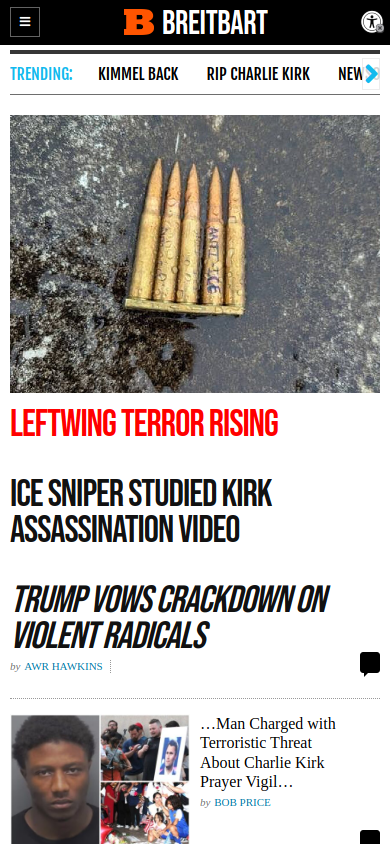 BREITBART
TRENDING:
KIMMEL BACK
RIP CHARLIE KIRK
ANTI ICE
LEFTWING TERROR RISING
ICE SNIPER STUDIED KIRK
ASSASSINATION VIDEO
TRUMP VOWS CRACKDOWN ON
VIOLENT RADICALS
by AWR HAWKINS
…Man Charged with
Terroristic Threat
About Charlie Kirk
Prayer Vigil…
by BOB PRICE